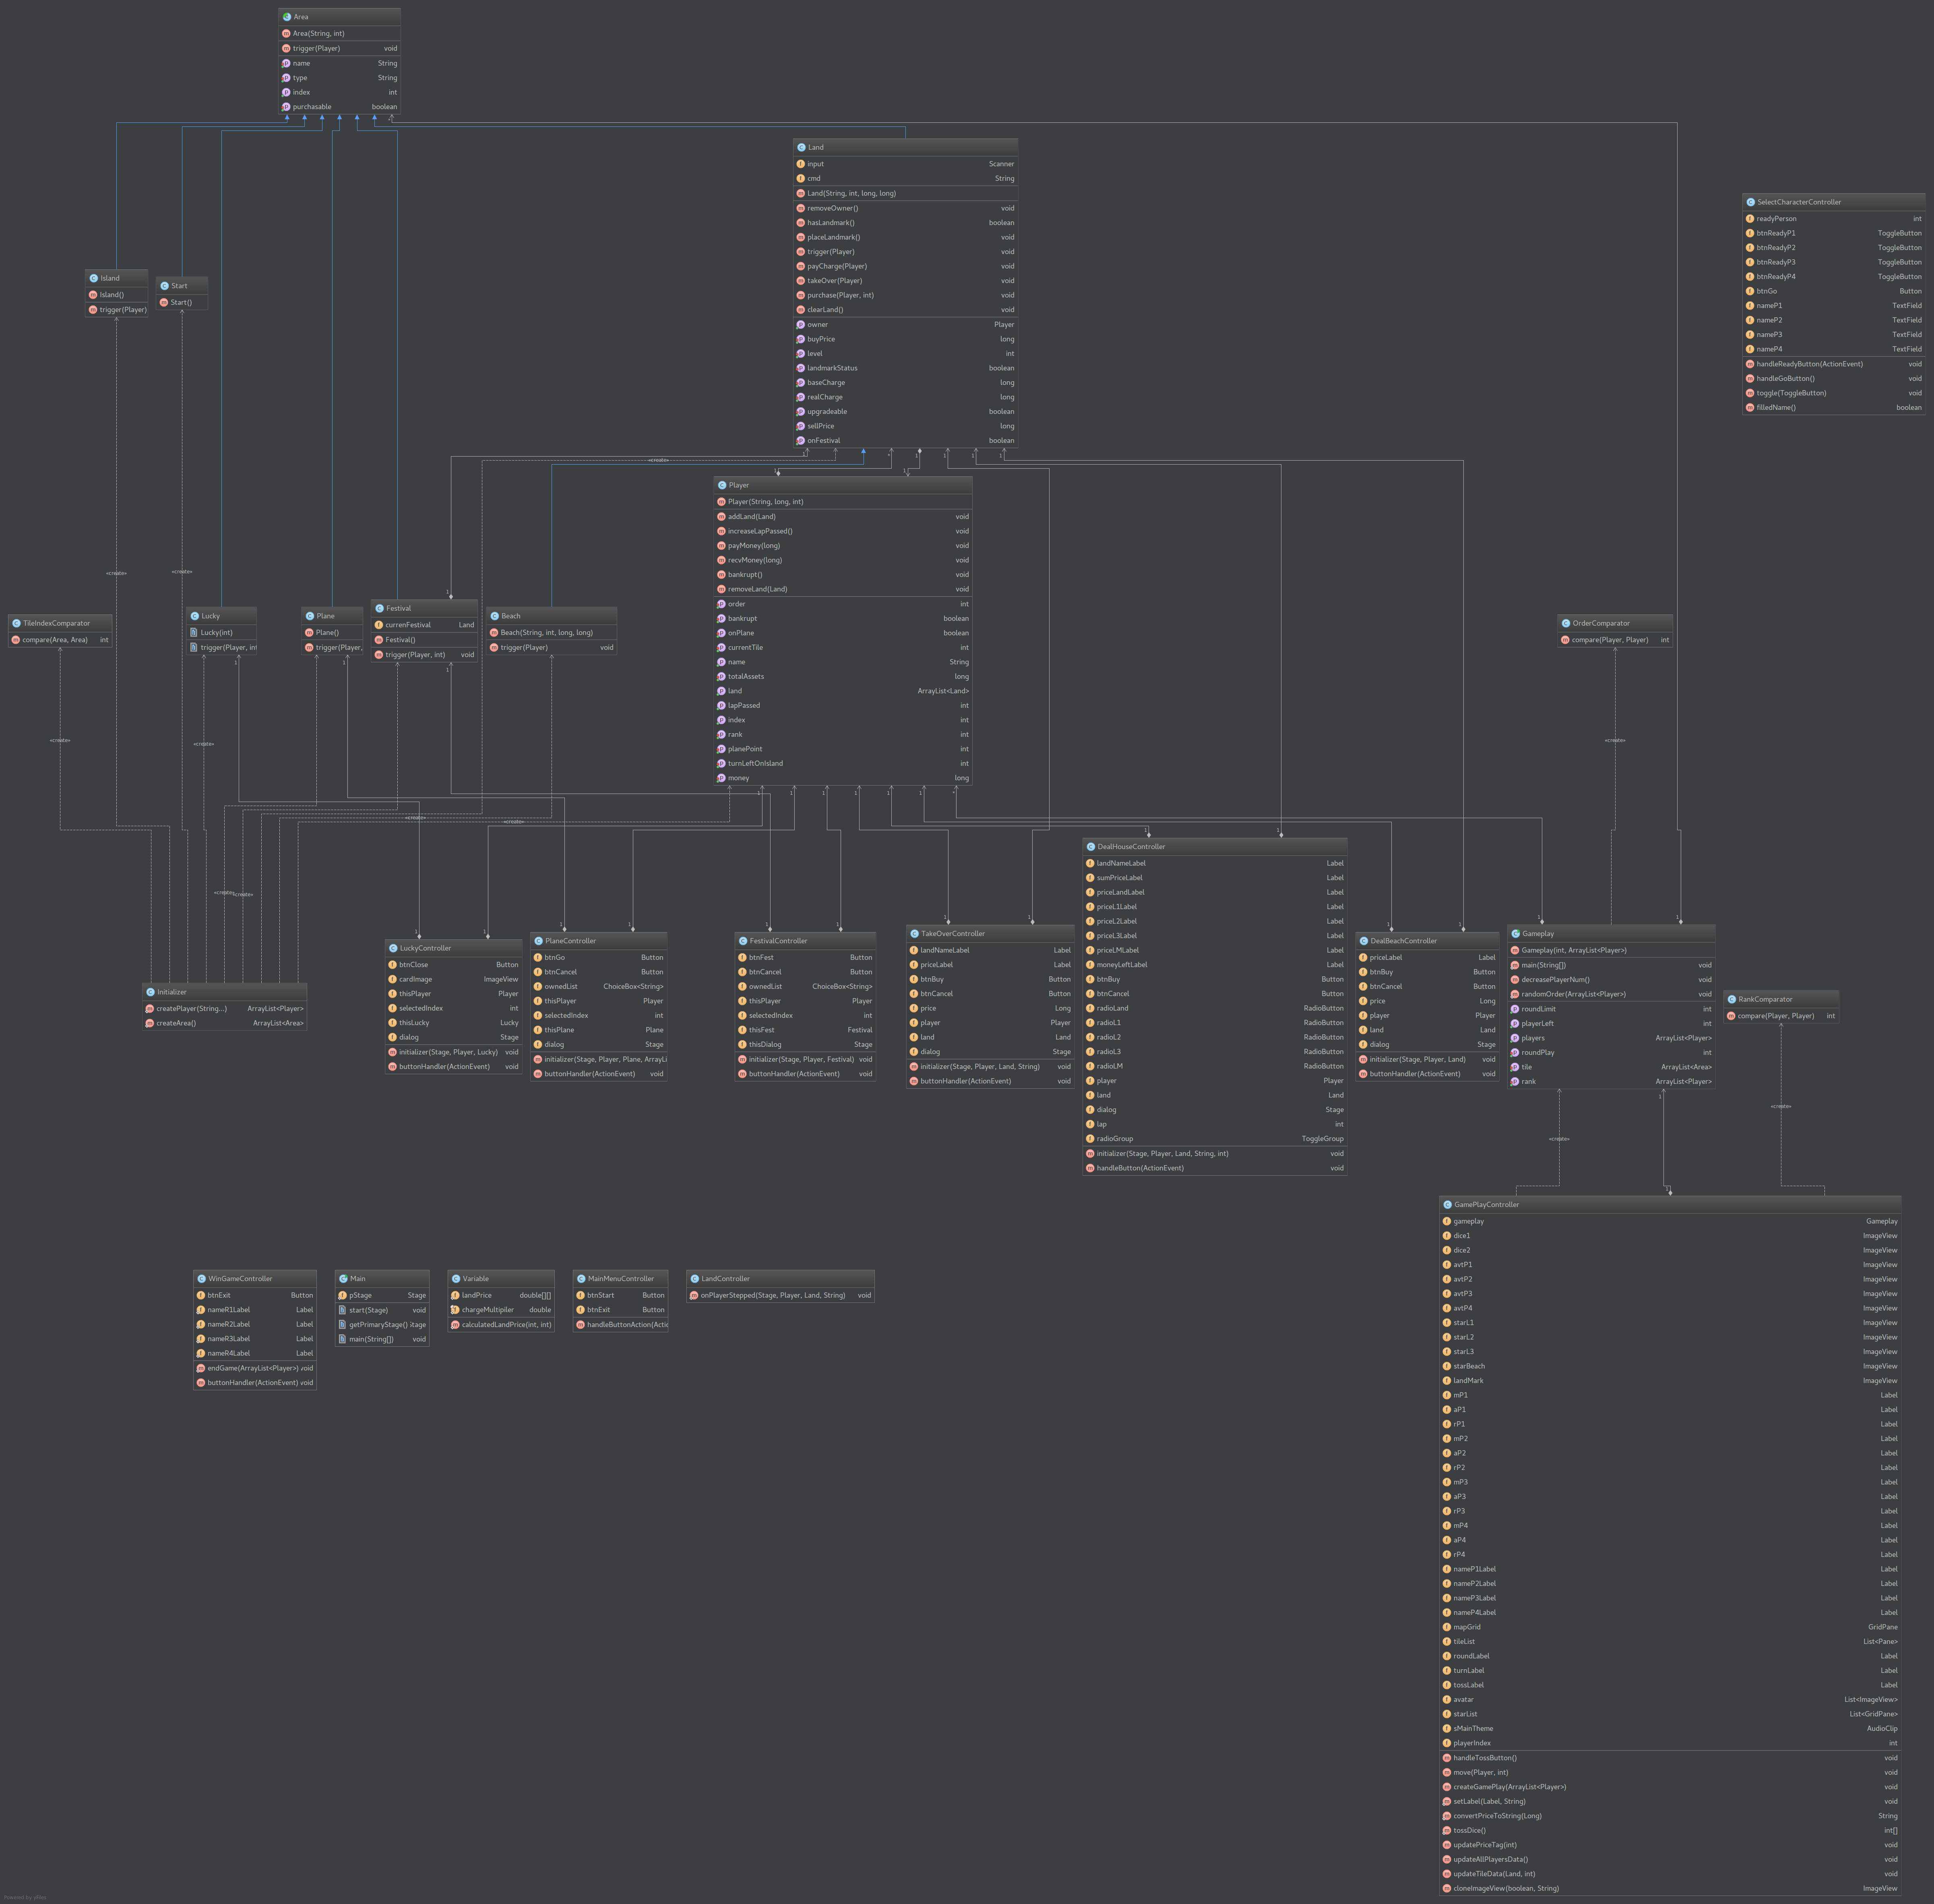 Area
Area(String, int)
trigger(Player) void
name String
type String
index int
purchasable boolean
*
Land
input Scanner
cmd String
Land(String, int, long, long)
removeOwner() void
hasLandmark() boolean
placeLandmark() void
trigger(Player) void
payCharge(Player) void
takeOver(Player) void
purchase(Player, int) void
clearLand() void
owner Player
buyPrice long
level int
landmarkStatus boolean
baseCharge long
realCharge long
upgradeable boolean
sellPrice long
onFestival boolean
SelectCharacterController
readyPerson int
btnReadyP1 ToggleButton
btnReadyP2 ToggleButton
btnReadyP3 ToggleButton
btnReadyP4 ToggleButton
btnGo Button
nameP1 TextField
nameP2 TextField
nameP3 TextField
nameP4 TextField
handleReadyButton(ActionEvent) void
handleGoButton() void
toggle(ToggleButton) void
filledName() boolean
Island
Island()
trigger(Player)
Start
Start()
«create»
Player
Player(String, long, int)
addLand(Land) void
increaseLapPassed() void
payMoney(long) void
recvMoney(long) void
bankrupt() void
removeLand(Land) void
order int
bankrupt boolean
onPlane boolean
currentTile int
name String
totalAssets long
land ArrayList<Land>
lapPassed int
index int
rank int
planePoint int
turnLeftOnIsland int
money long
«create»
«create»
TileIndexComparator
compare(Area, Area) int
Lucky
Lucky(int)
trigger(Player, int
Plane
Plane()
trigger(Player,
Festival
currenFestival Land
Festival()
trigger(Player, int) void
Beach
Beach(String, int, long, long)
trigger(Player) void
OrderComparator
compare(Player, Player) int
«create»
«create»
«create»
«create»
«create»
«create»
«create»
Initializer
createPlayer(String...) ArrayList<Player>
createArea() ArrayList<Area>
LuckyController
btnClose Button
cardImage ImageView
thisPlayer Player
selectedIndex int
thisLucky Lucky
dialog Stage
initializer(Stage, Player, Lucky) void
buttonHandler(ActionEvent) void
PlaneController
btnGo Button
btnCancel Button
ownedList ChoiceBox<String>
thisPlayer Player
selectedIndex int
thisPlane Plane
dialog Stage
initializer(Stage, Player, Plane, ArrayLi
buttonHandler(ActionEvent) void
FestivalController
btnFest Button
btnCancel Button
ownedList ChoiceBox<String>
thisPlayer Player
selectedIndex int
thisFest Festival
thisDialog Stage
initializer(Stage, Player, Festival) void
buttonHandler(ActionEvent) void
TakeOverController
landNameLabel Label
priceLabel Label
btnBuy Button
btnCancel Button
price Long
player Player
land Land
dialog Stage
initializer(Stage, Player, Land, String) void
buttonHandler(ActionEvent) void
DealHouseController
landNameLabel Label
sumPriceLabel Label
priceLandLabel Label
priceL1Label Label
priceL2Label Label
priceL3Label Label
priceLMLabel Label
moneyLeftLabel Label
btnBuy Button
btnCancel Button
radioLand RadioButton
radioL1 RadioButton
radioL2 RadioButton
radioL3 RadioButton
radioLM RadioButton
player Player
land Land
dialog Stage
lap int
radioGroup ToggleGroup
initializer(Stage, Player, Land, String, int) void
handleButton(ActionEvent) void
DealBeachController
priceLabel Label
btnBuy Button
btnCancel Button
price Long
player Player
land Land
dialog Stage
initializer(Stage, Player, Land) void
buttonHandler(ActionEvent) void
Gameplay
Gameplay(int, ArrayList<Player>)
main(String[]) void
decreasePlayerNum() void
randomOrder(ArrayList<Player>) void
roundLimit int
playerLeft int
players ArrayList<Player>
roundPlay int
tile ArrayList<Area>
rank ArrayList<Player>
RankComparator
compare(Player, Player) int
«create»
«create»
GamePlayController
gameplay Gameplay
dice1 ImageView
dice2 ImageView
avtP1 ImageView
avtP2 ImageView
avtP3 ImageView
avtP4 ImageView
starL1 ImageView
starL2 ImageView
starL3 ImageView
starBeach ImageView
landMark ImageView
mP1 Label
aP1 Label
rP1 Label
mP2 Label
aP2 Label
rP2 Label
mP3 Label
aP3 Label
rP3 Label
mP4 Label
aP4 Label
rP4 Label
nameP1Label Label
nameP2Label Label
nameP3Label Label
nameP4Label Label
mapGrid GridPane
tileList List<Pane>
roundLabel Label
turnLabel Label
tossLabel Label
avatar List<ImageView>
starList List<GridPane>
sMainTheme AudioClip
playerIndex int
handleTossButton() void
move(Player, int) void
createGamePlay(ArrayList<Player>) void
setLabel(Label, String) void
convertPriceToString(Long) String
tossDice() int[]
updatePriceTag(int) void
updateAllPlayersData() void
updateTileData(Land, int) void
cloneImageView(boolean, String) ImageView
WinGameController
btnExit Button
nameR1Label Label
nameR2Label Label
nameR3Label Label
nameR4Label Label
endGame(ArrayList<Player>) void
buttonHandler(ActionEvent) void
Main
pStage Stage
start(Stage) void
getPrimaryStage() Stage
main(String[]) void
Variable
landPrice double[][]
chargeMultipiler double
calculatedLandPrice(int, int)
MainMenuController
btnStart Button
btnExit Button
handleButtonAction(Actic
LandController
onPlayerStepped(Stage, Player, Land, String) void
Powered by yFiles